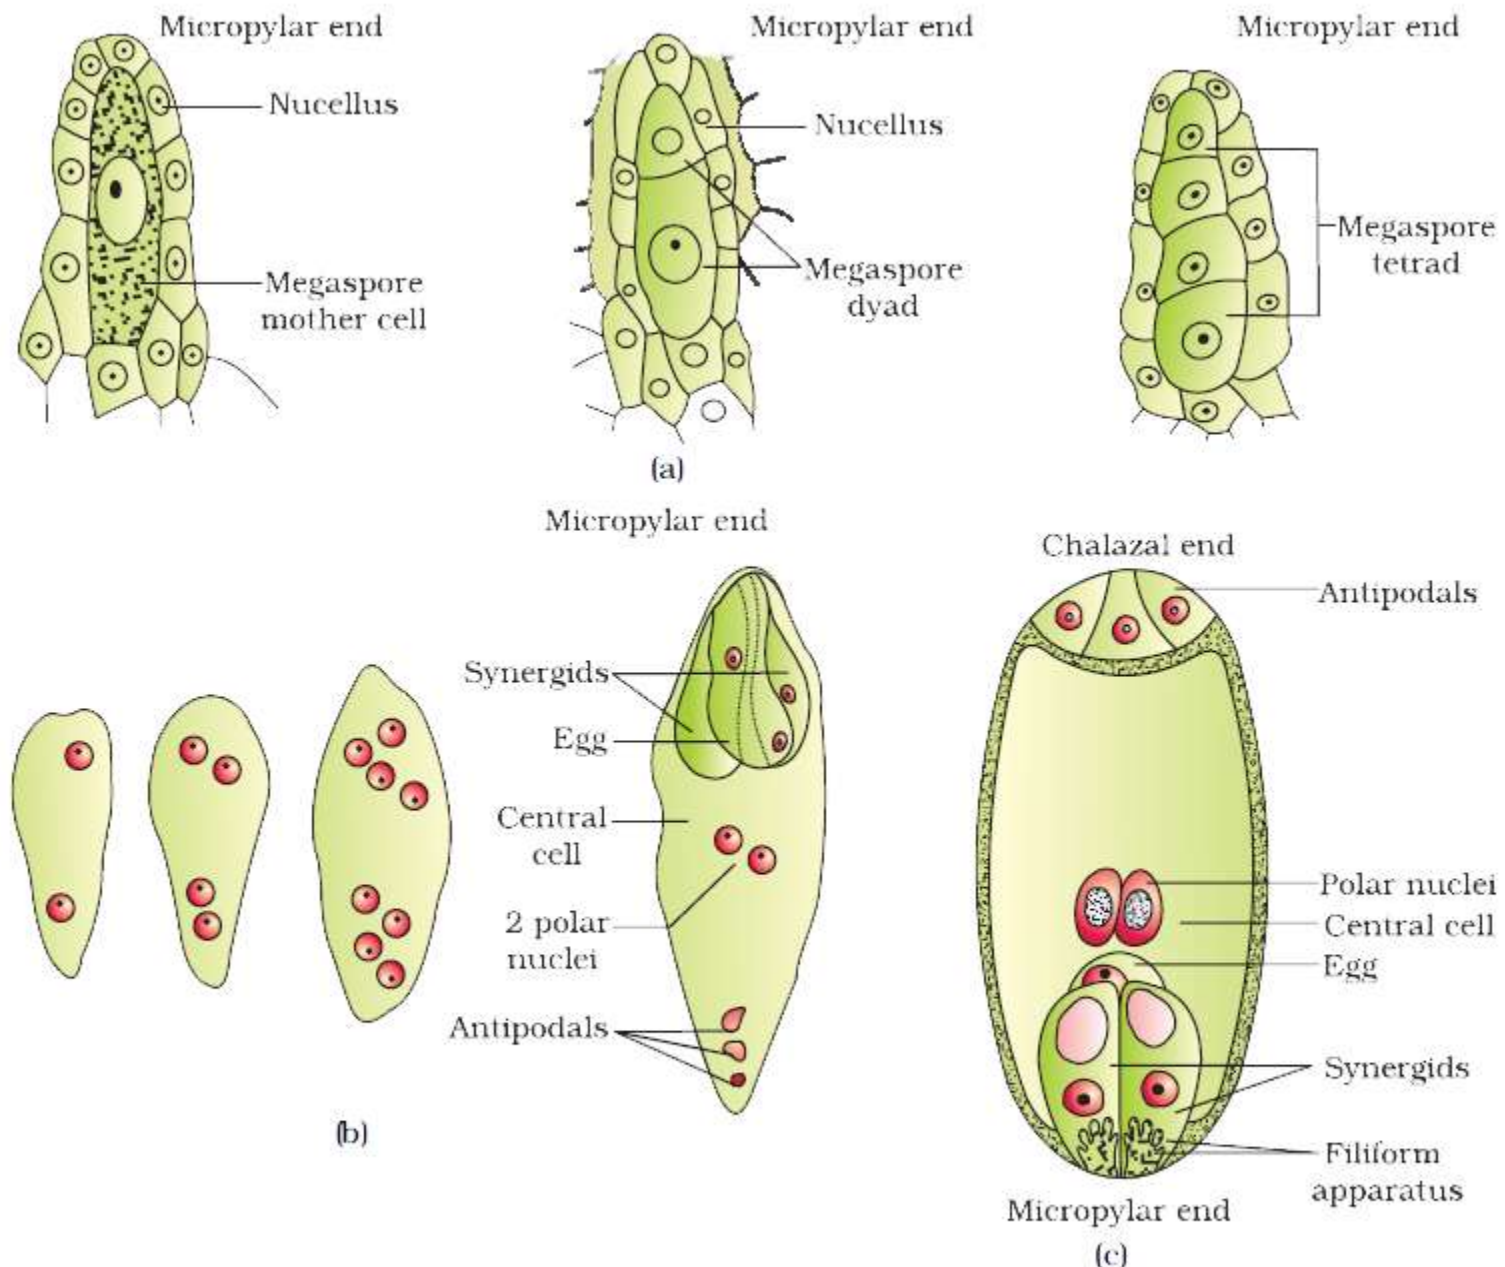 Micropylar end
Nucellus
Megaspore
mother cell
Micropylar end
Nucellus
Megaspore
dyad
Micropylar end
Megaspore
tetrad
(a)
Micropylar end
Synergids
Egg
Central
cell
2 polar
nuclei
Antipodals
(b)
Chalazal end
Antipodals
Polar nuclei
Central cell
Egg
Synergids
Filiform
apparatus
Micropylar end
(c)